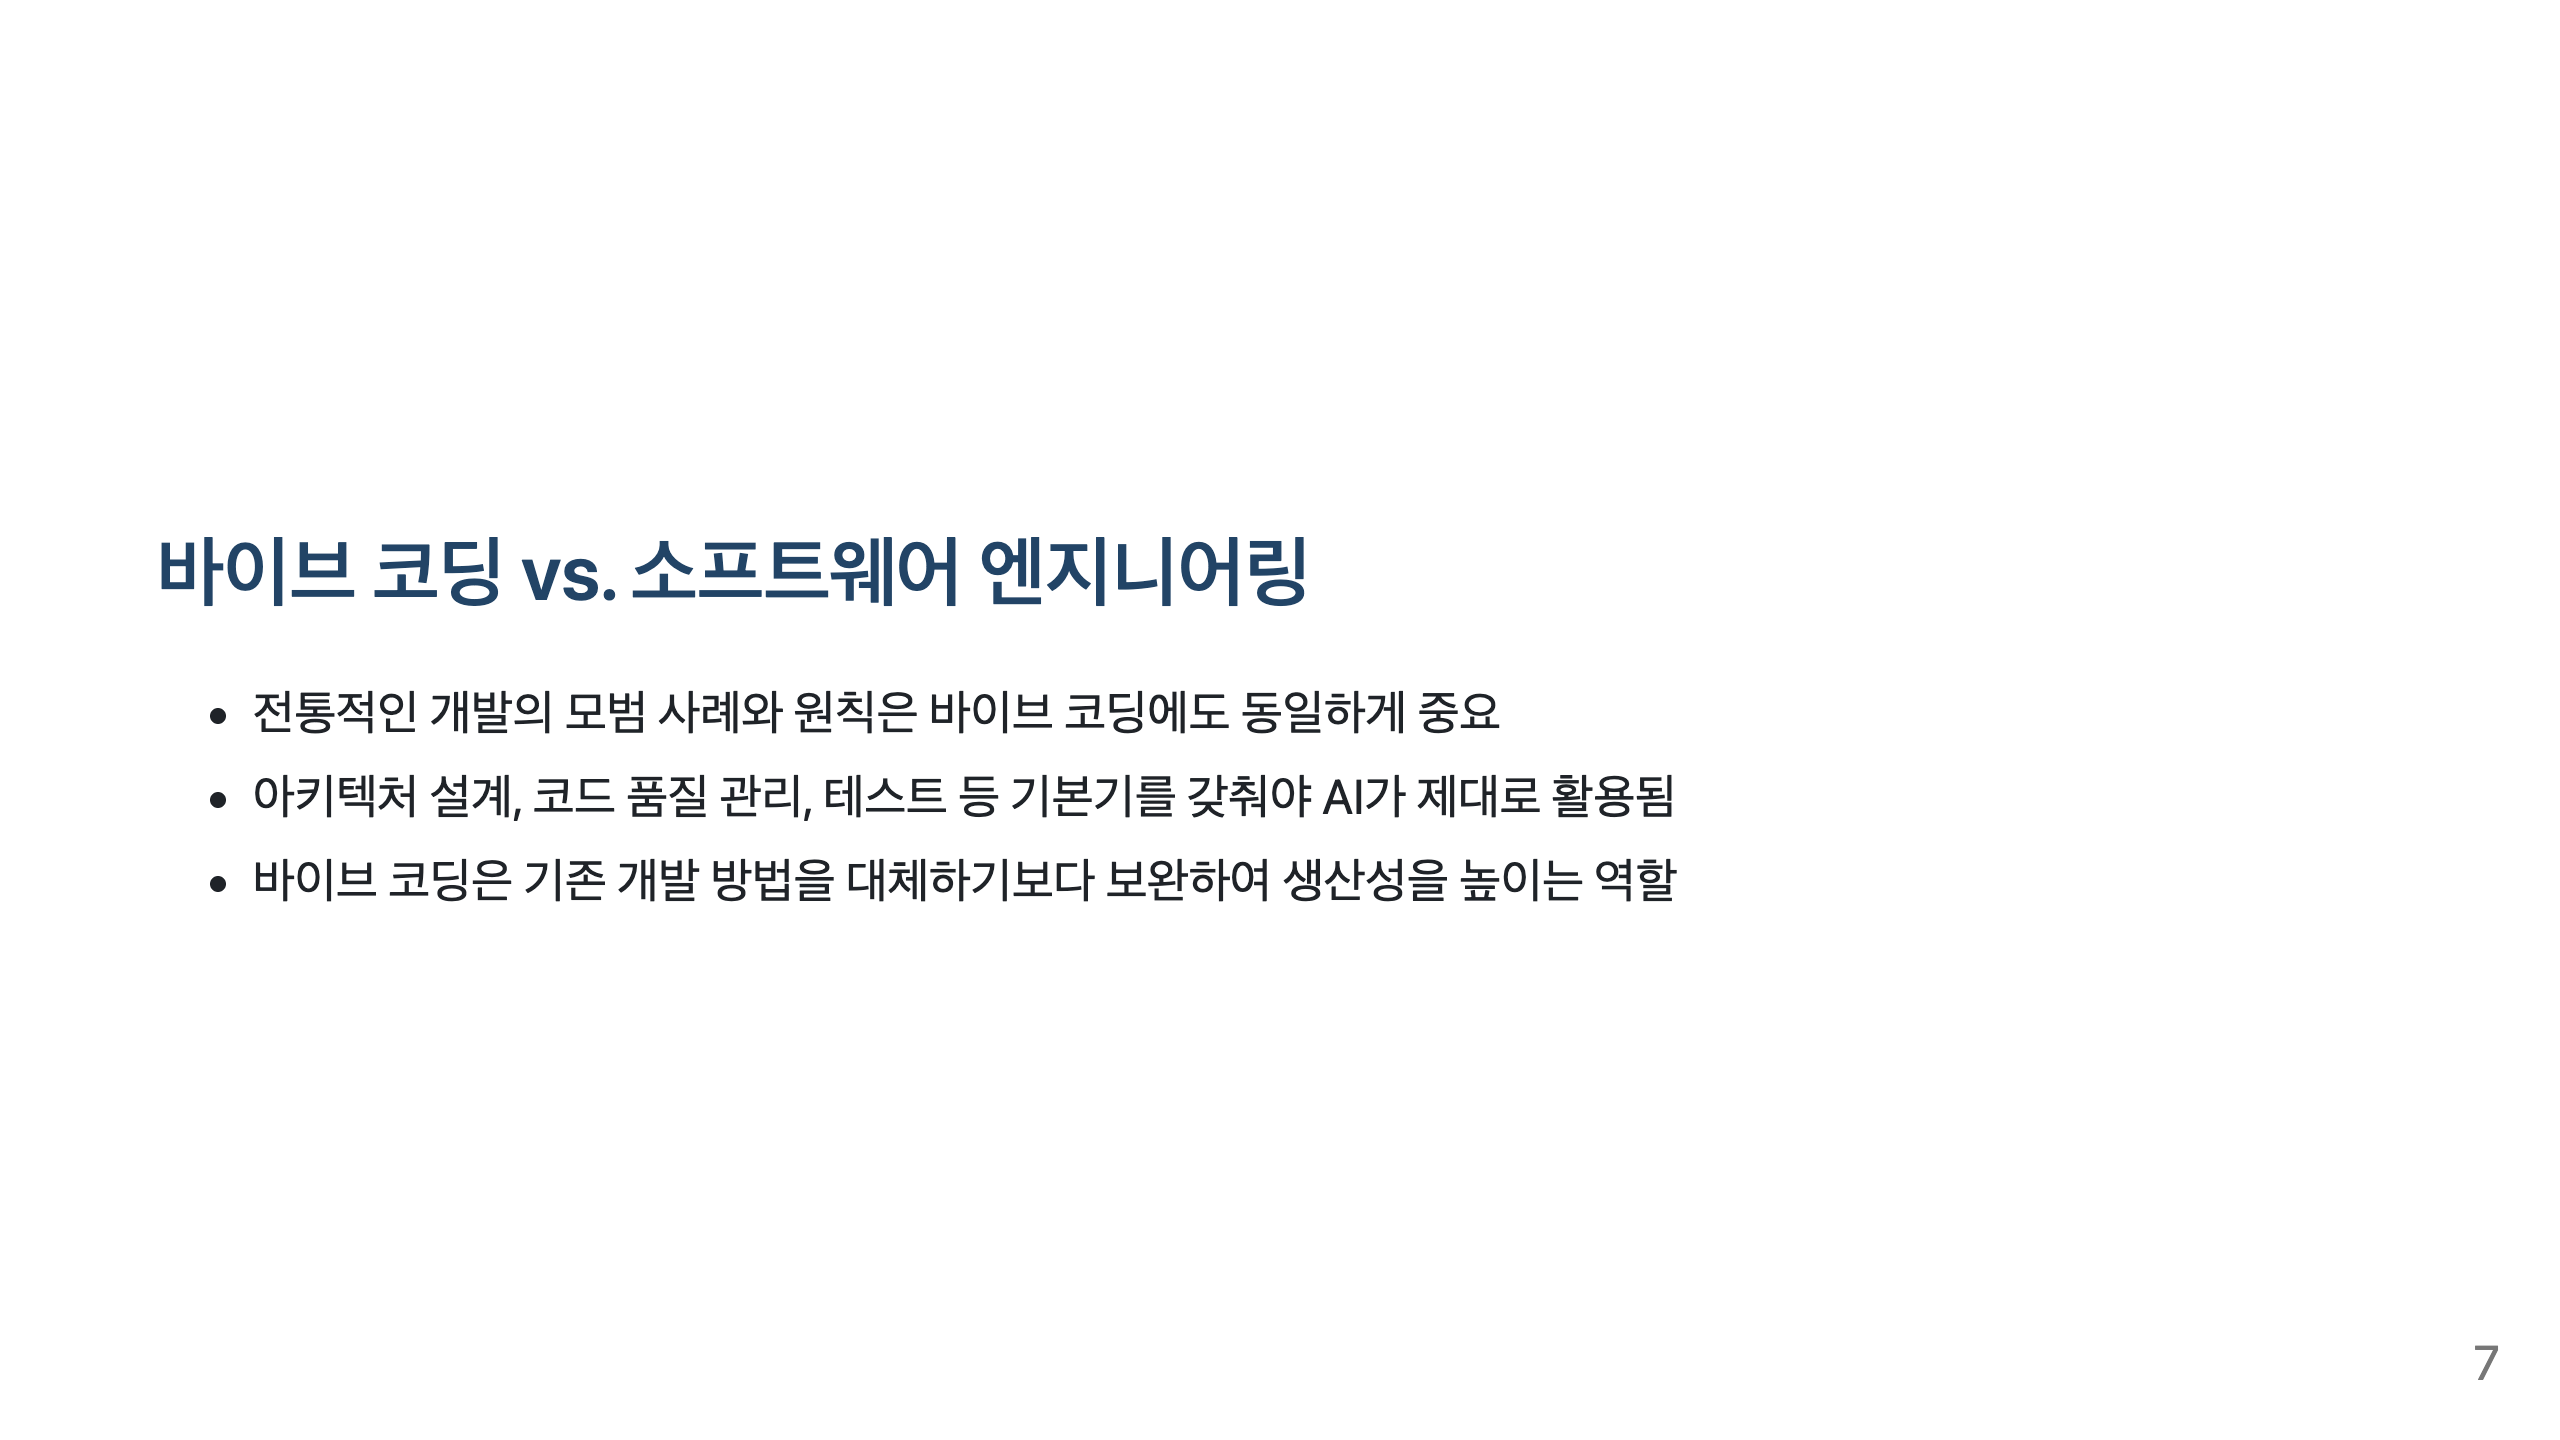 바이브 코딩 vs. 소프트웨어 엔지니어링
• 전통적인 개발의 모범 사례와 원칙은 바이브 코딩에도 동일하게 중요
• 아키텍처 설계, 코드 품질 관리, 테스트 등 기본기를 갖춰야 AI가 제대로 활용됨
• 바이브 코딩은 기존 개발 방법을 대체하기보다 보완하여 생산성을 높이는 역할
7